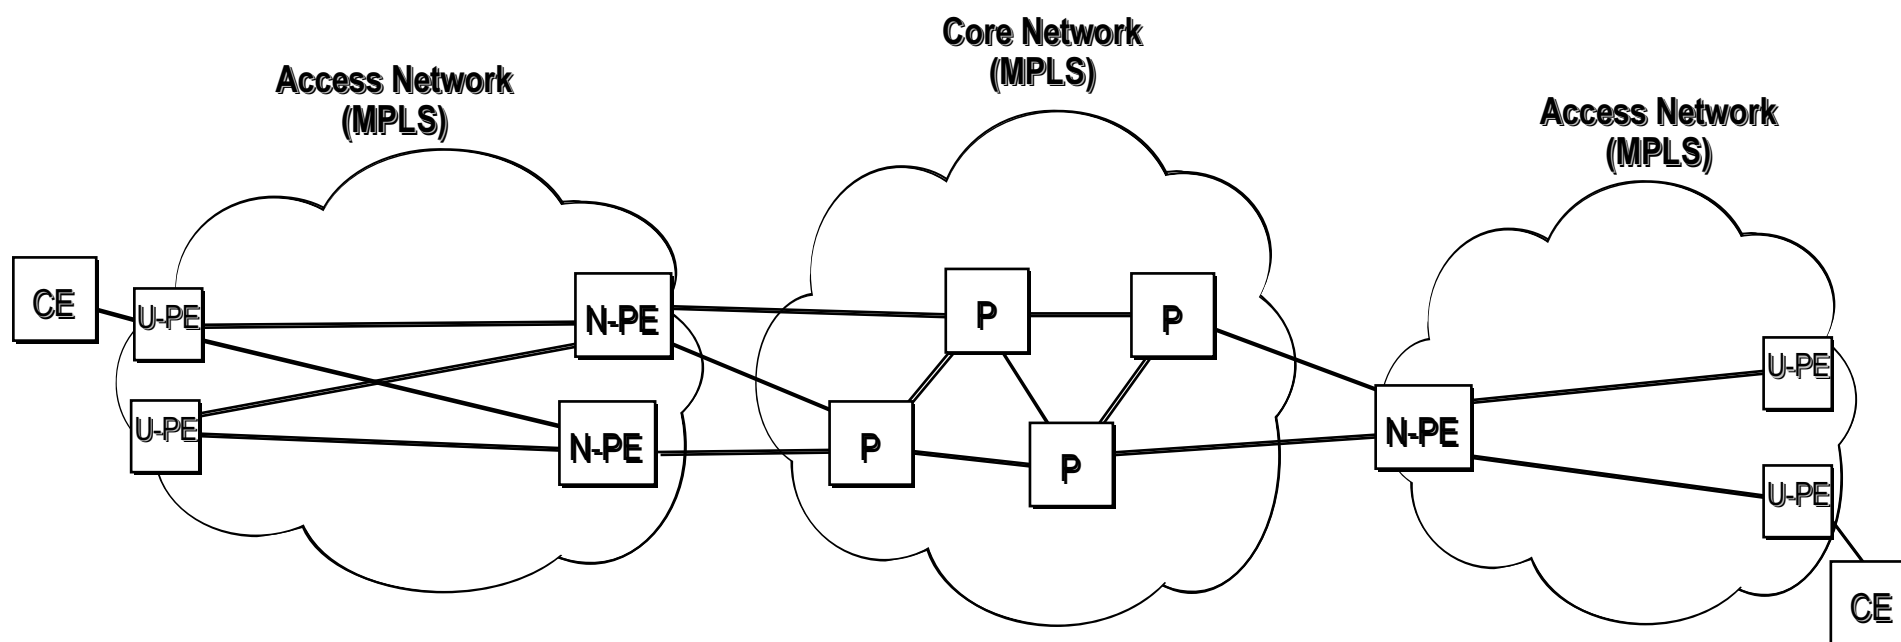 Core Network
(MPLS)
Access Network
(MPLS)
Access Network
(MPLS)
CE
U-PE
N-PE
P
P
U-PE
U-PE
N-PE
P
P
N-PE
U-PE
CE